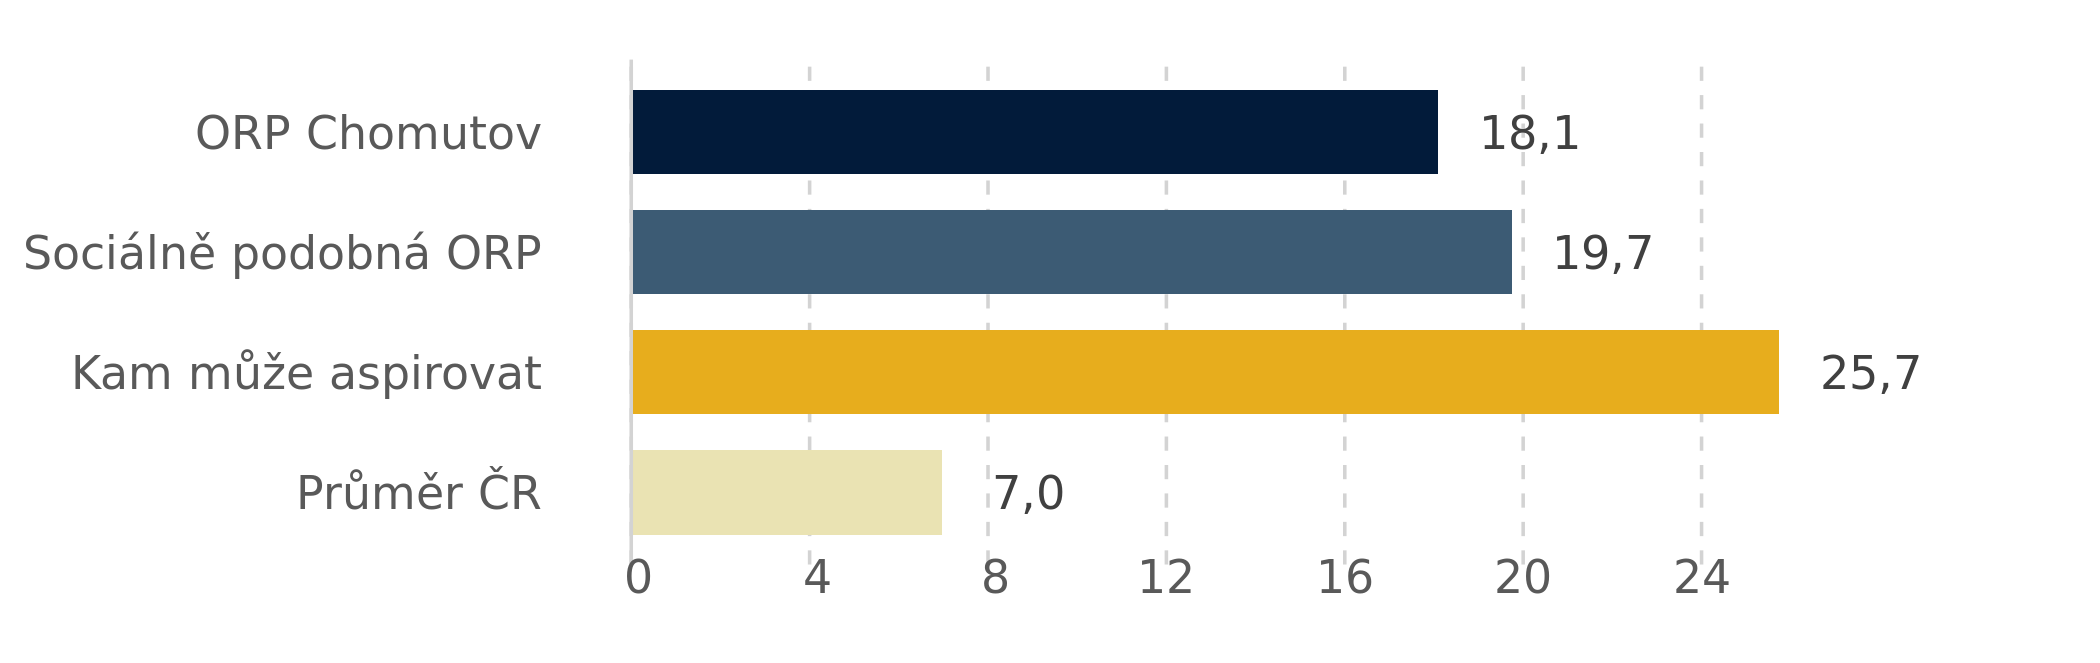 ORP Chomutov 18,1
Sociálně podobná ORP 19,7
Kam může aspirovat 25,7
Průměr ČR 7,0
0 4 8 12 16 20 24